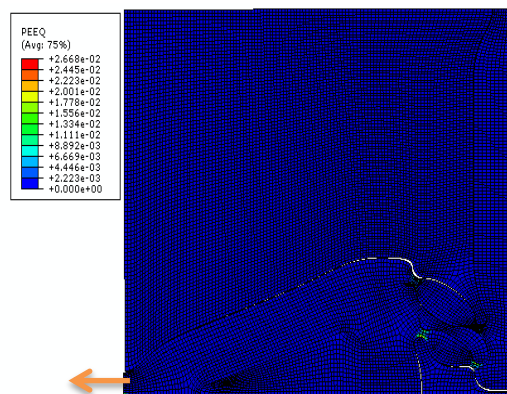 PEEQ
(Avg: 75%)
+2.668e-02
+2.445e-02
+2.223e-02
+2.001e-02
+1.778e-02
+1.556e-02
+1.334e-02
+1.111e-02
+8.892e-03
+6.669e-03
+4.446e-03
+2.223e-03
+0.000e+00